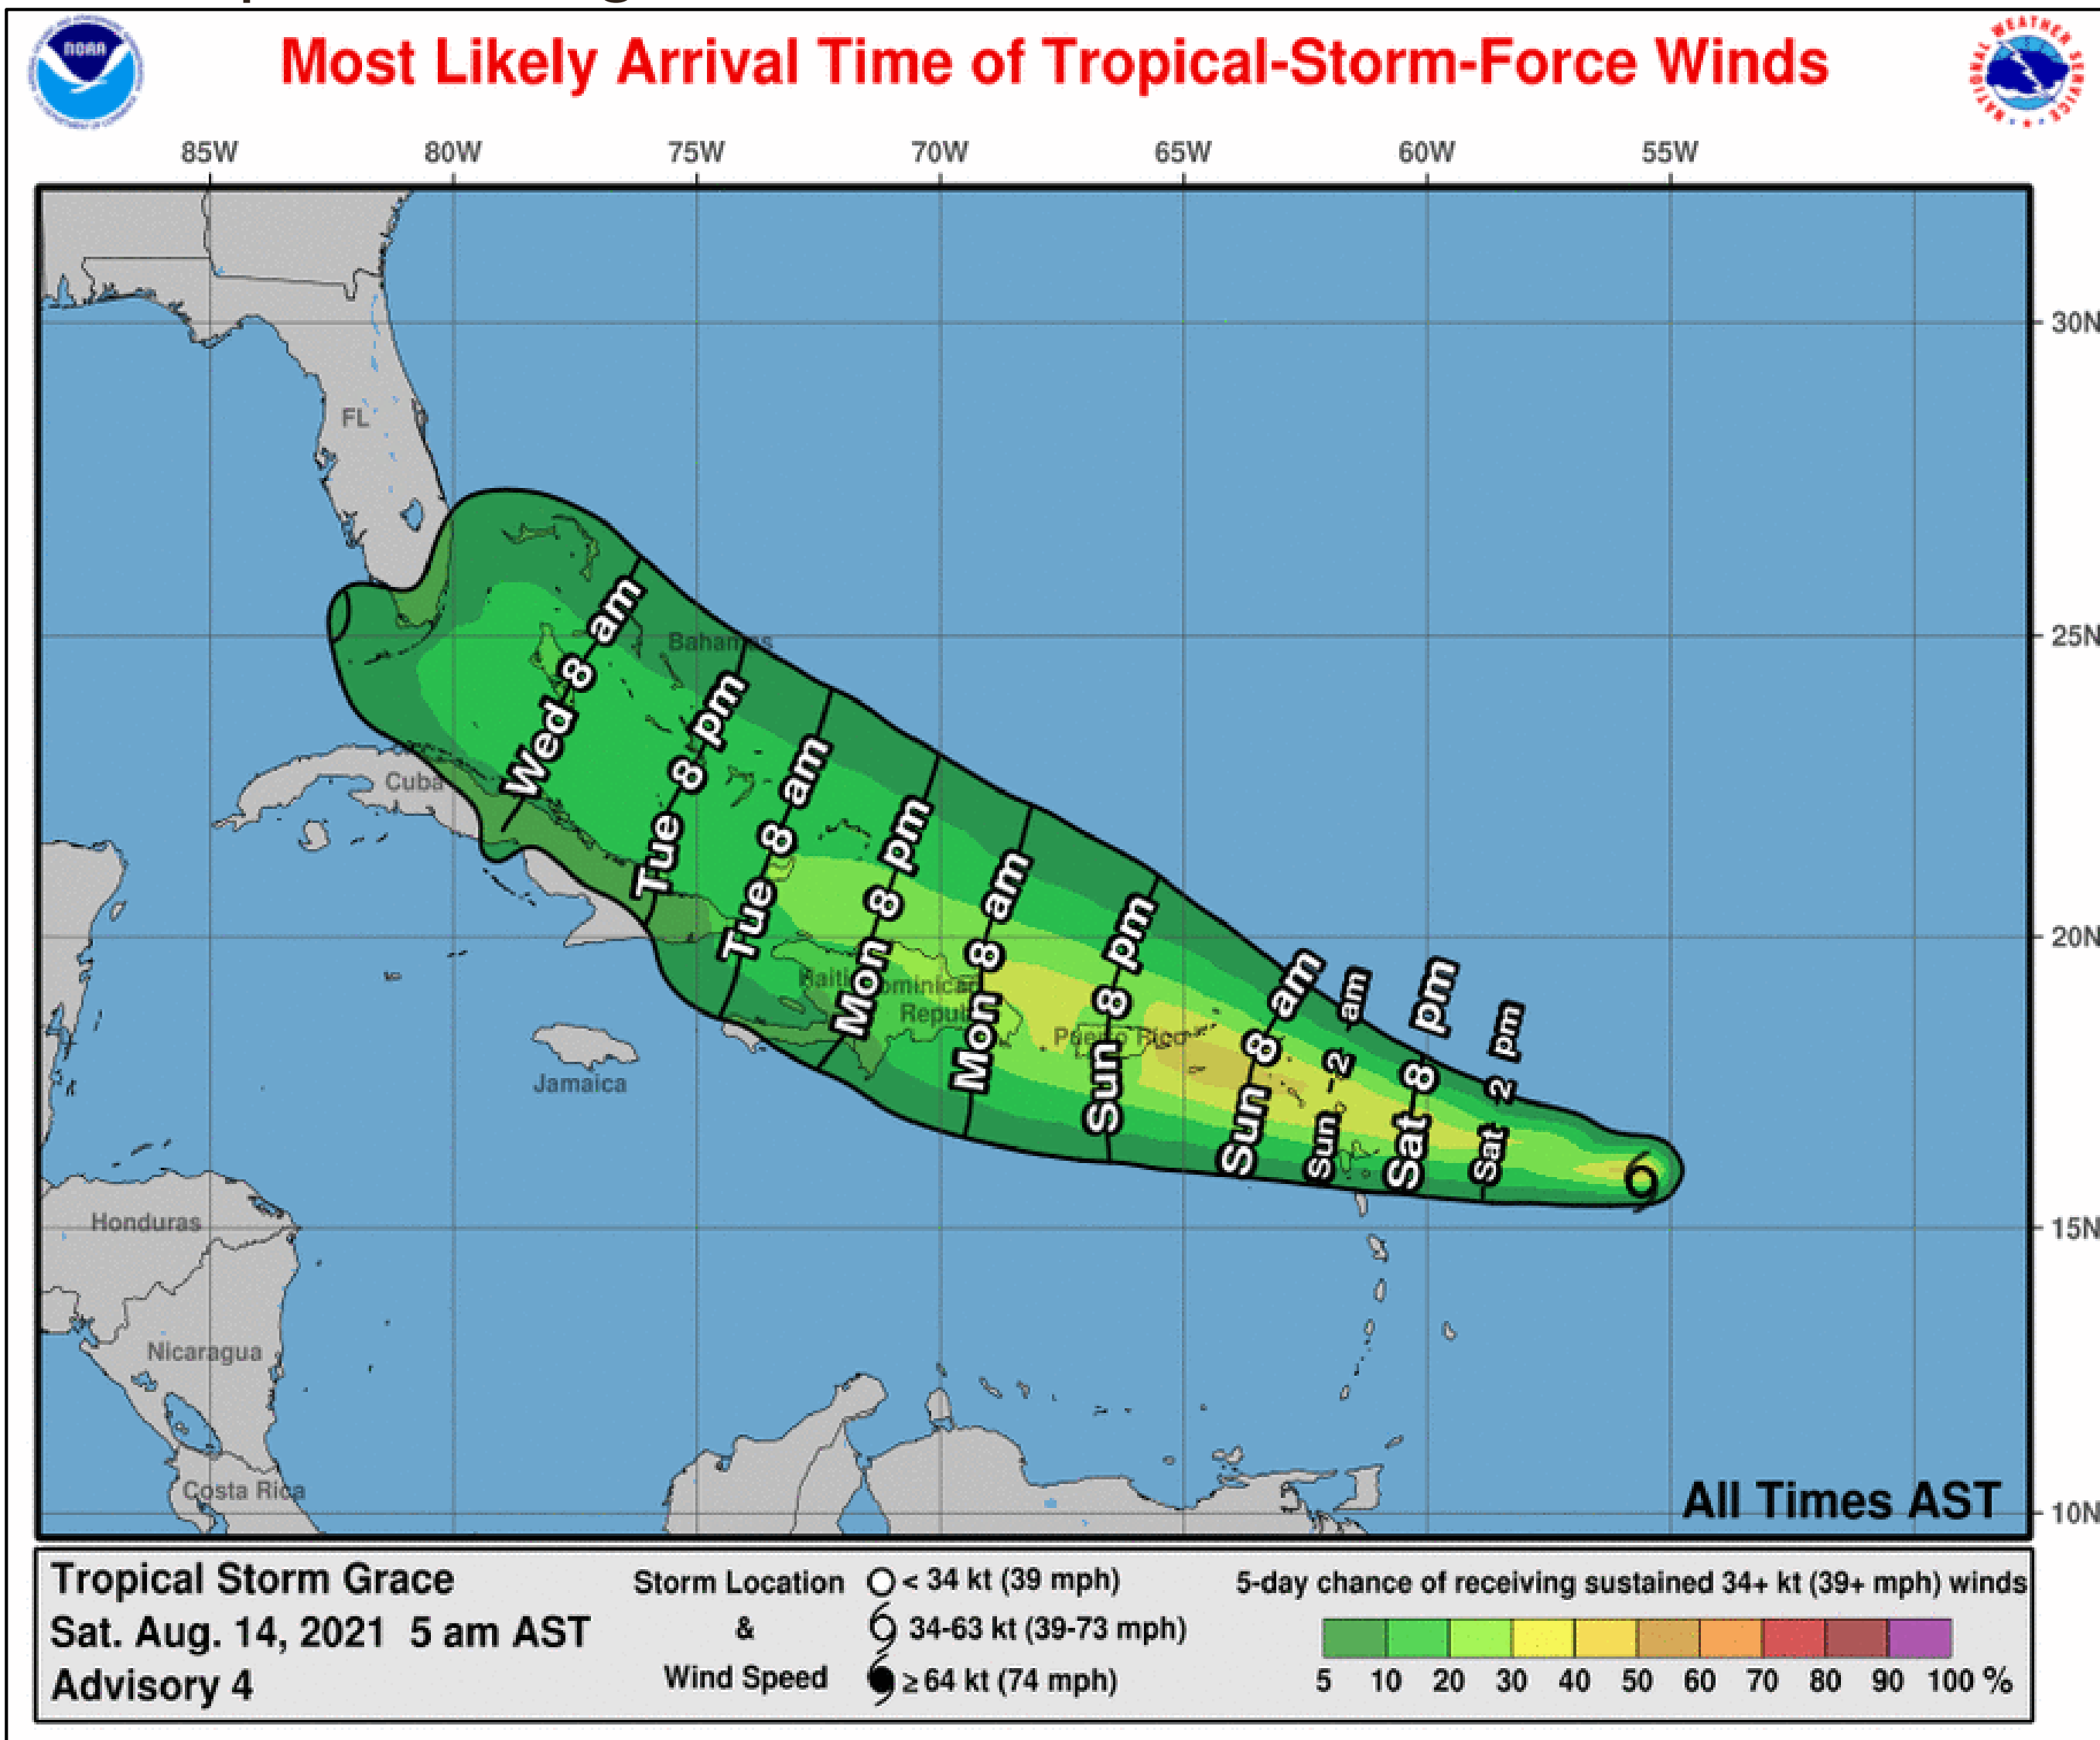 NOAA
Most Likely Arrival Time of Tropical-Storm-Force Winds
NATIONAL WEATHER SERVICE
85W 80W 75W 70W 65W 60W 55W
30N
FL
25N
Bahamas
Wed 8 am
Tue 8 pm
Tue 8 am
Mon 8 pm
Mon 8 am
Sun 8 pm
Sun 8 am
Sun 2 am
Sat 8 pm
Sat 2 pm
Cuba
20N
Haiti
Dominican
Republic
Puerto Rico
Jamaica
15N
Honduras
Nicaragua
Costa Rica
All Times AST
10N
Tropical Storm Grace
Sat. Aug. 14, 2021 5 am AST
Advisory 4
Storm Location
&
Wind Speed
< 34 kt (39 mph)
34-63 kt (39-73 mph)
≥ 64 kt (74 mph)
5-day chance of receiving sustained 34+ kt (39+ mph) winds
5 10 20 30 40 50 60 70 80 90 100 %